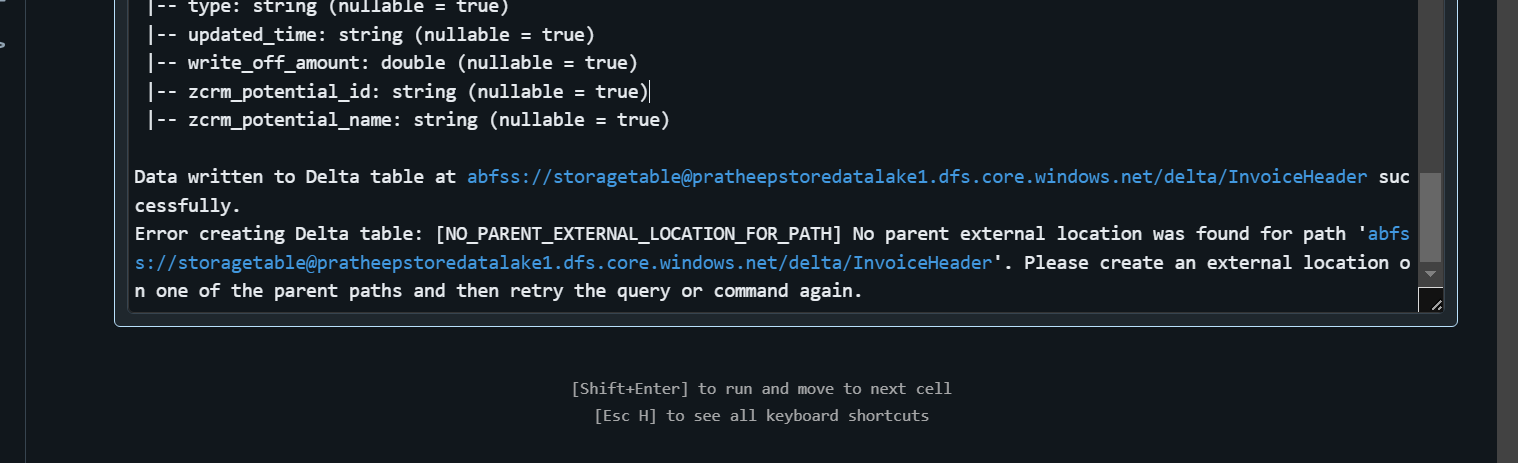 |-- type: string (nullable = true)
|-- updated_time: string (nullable = true)
|-- write_off_amount: double (nullable = true)
|-- zcrm_potential_id: string (nullable = true)
|-- zcrm_potential_name: string (nullable = true)
Data written to Delta table at abfss://storagetable@pratheepstoredatalake1.dfs.core.windows.net/delta/InvoiceHeader suc
cessfully.
Error creating Delta table: [NO_PARENT_EXTERNAL_LOCATION_FOR_PATH] No parent external location was found for path 'abfs
s://storagetable@pratheepstoredatalake1.dfs.core.windows.net/delta/InvoiceHeader'. Please create an external location o
n one of the parent paths and then retry the query or command again.
[Shift+Enter] to run and move to next cell
[Esc H] to see all keyboard shortcuts